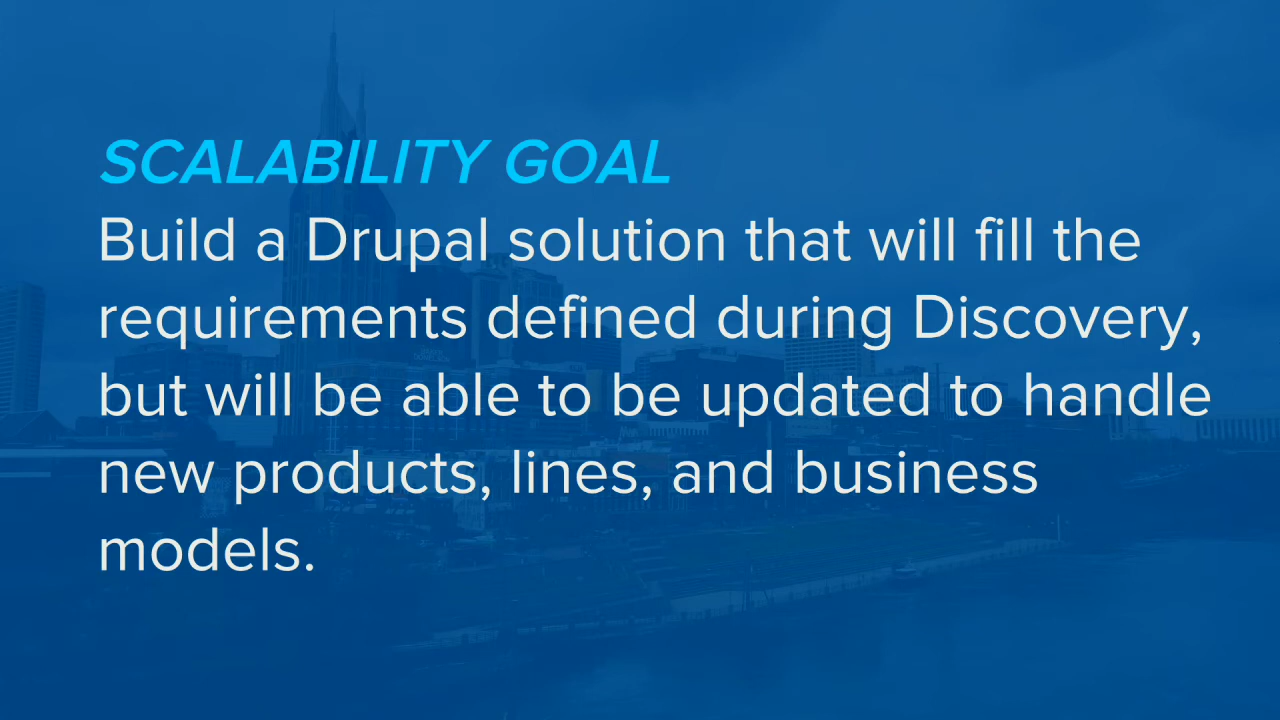 SCALABILITY GOAL
Build a Drupal solution that will fill the
requirements defined during Discovery,
but will be able to be updated to handle
new products, lines, and business
models.